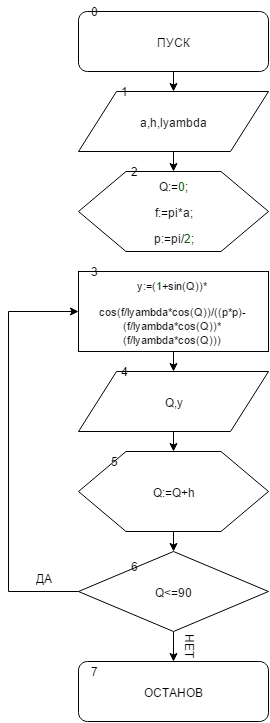 0
ПУСК
1
a,h,lyambda
2
Q:=0;
f:=pi*a;
p:=pi/2;
3
y:=(1+sin(Q))*
cos(f/lyambda*cos(Q))/((p*p)-
(f/lyambda*cos(Q))*
(f/lyambda*cos(Q)))
4
Q,y
5
Q:=Q+h
6
ДА
Q<=90
НЕТ
7
ОСТАНОВ